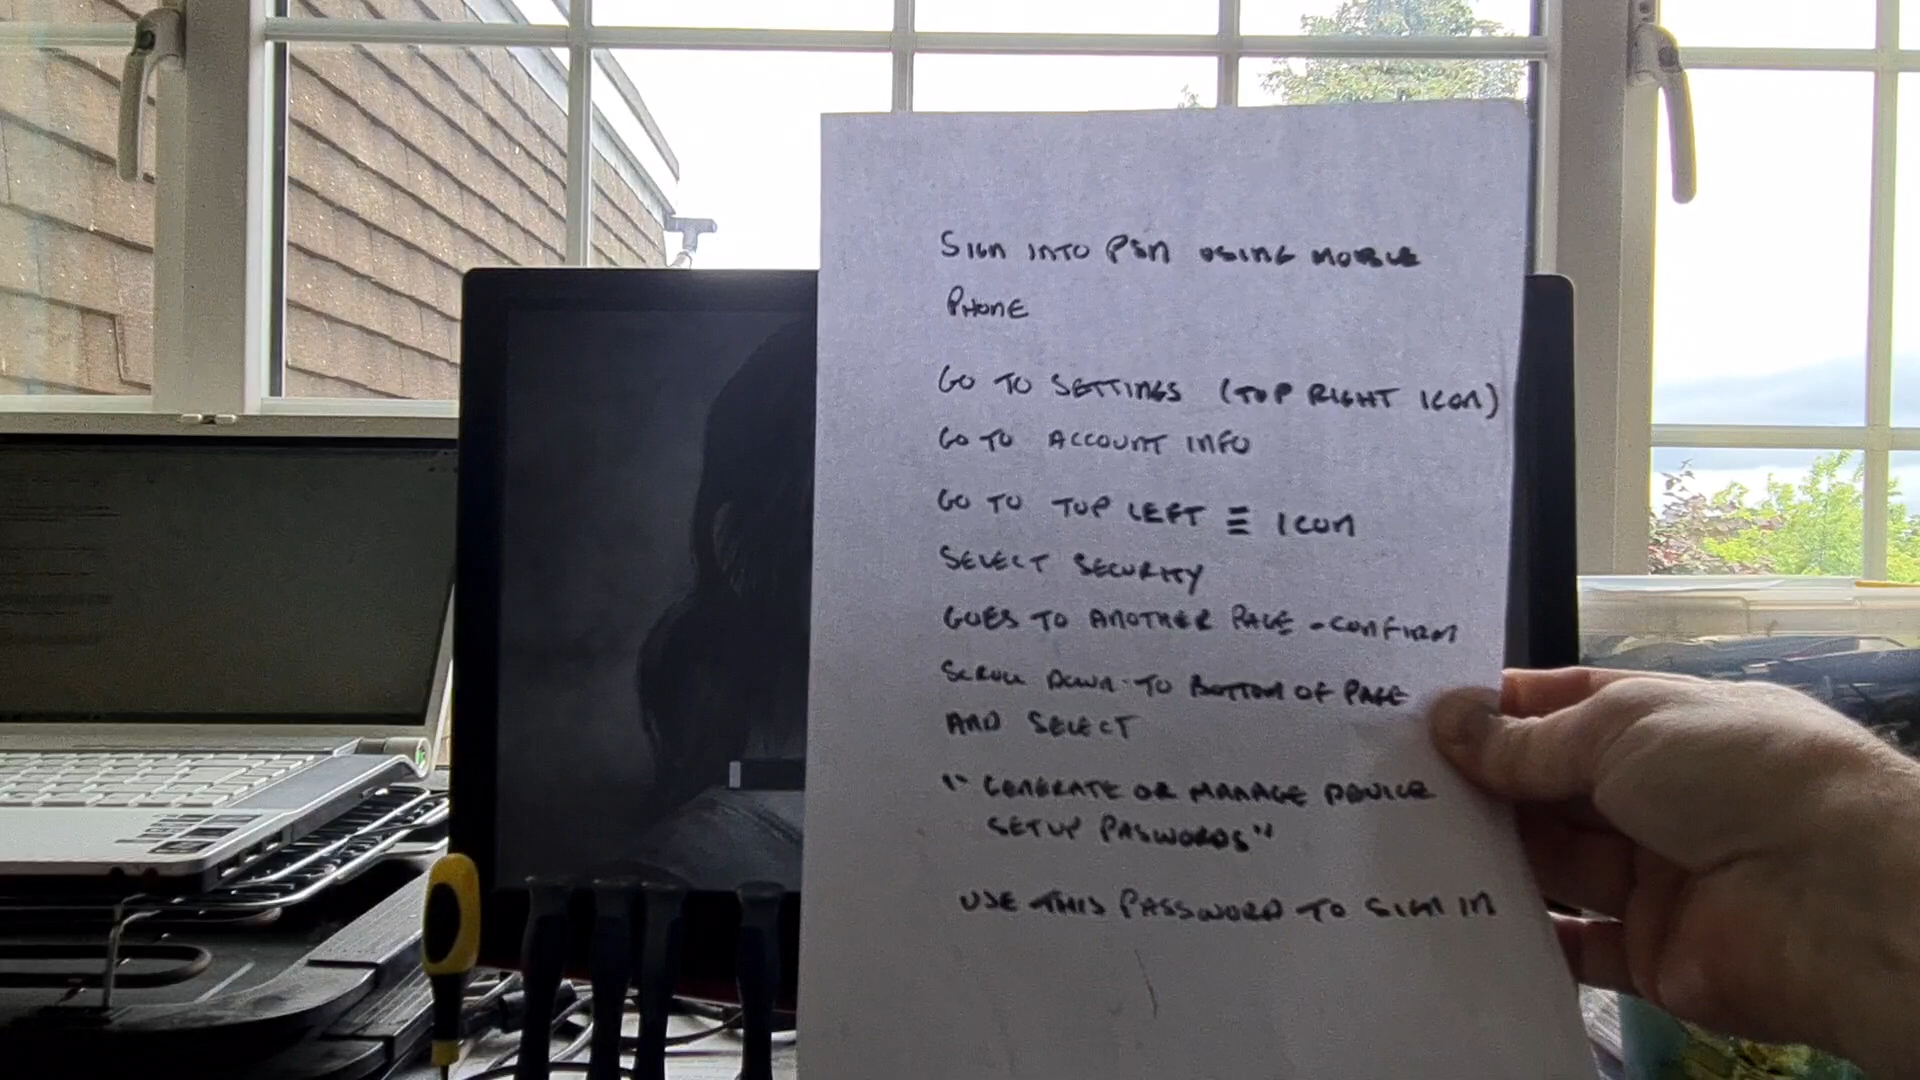 SIGN INTO PSN USING MOBILE
PHONE
GO TO SETTINGS (TOP RIGHT ICON)
GO TO ACCOUNT INFO
GO TO TOP LEFT ☰ ICON
SELECT SECURITY
GOES TO ANOTHER PAGE - CONFIRM
SCROLL DOWN TO BOTTOM OF PAGE
AND SELECT
"GENERATE OR MANAGE DEVICE
SETUP PASWORDS"
USE THIS PASSWORD TO SIGN IN